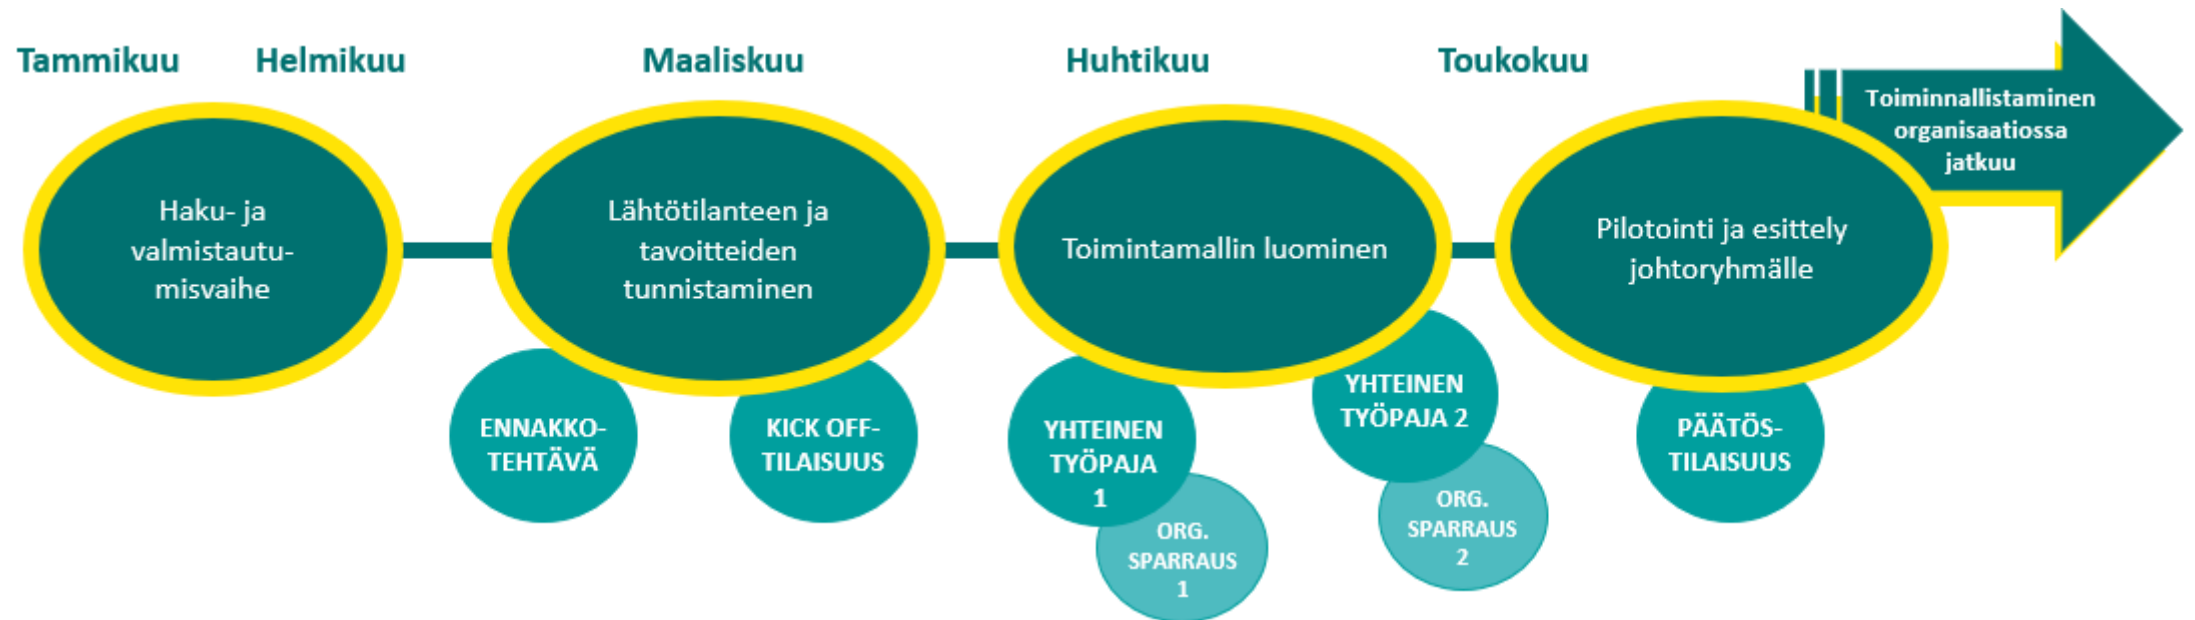 Tammikuu
Helmikuu
Maaliskuu
Huhtikuu
Toukokuu
Haku- ja
valmistautu-
misvaihe
Lähtötilanteen ja
tavoitteiden
tunnistaminen
Toimintamallin luominen
Pilotointi ja esittely
johtoryhmälle
Toiminnallistaminen
organisaatiossa
jatkuu
ENNAKKO-
TEHTÄVÄ
KICK OFF-
TILAISUUS
YHTEINEN
TYÖPAJA
1
ORG.
SPARRAUS
1
YHTEINEN
TYÖPAJA 2
ORG.
SPARRAUS
2
PÄÄTÖS-
TILAISUUS